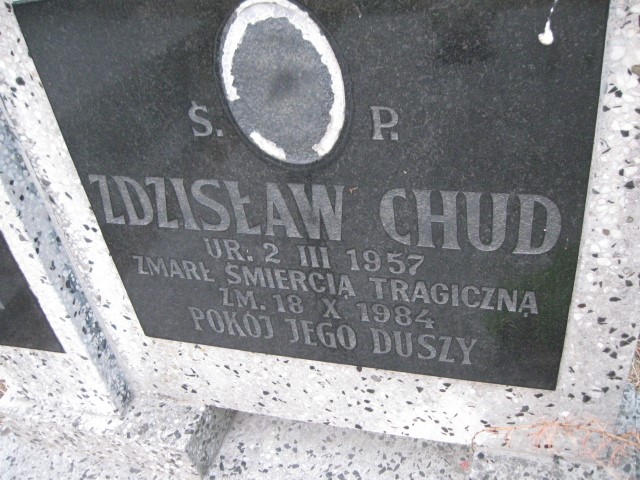 Ś. P.
ZDZISŁAW CHUD
UR. 2 III 1957
ZMARŁ ŚMIERCIĄ TRAGICZNĄ
ZM. 18 X 1984
POKÓJ JEGO DUSZY